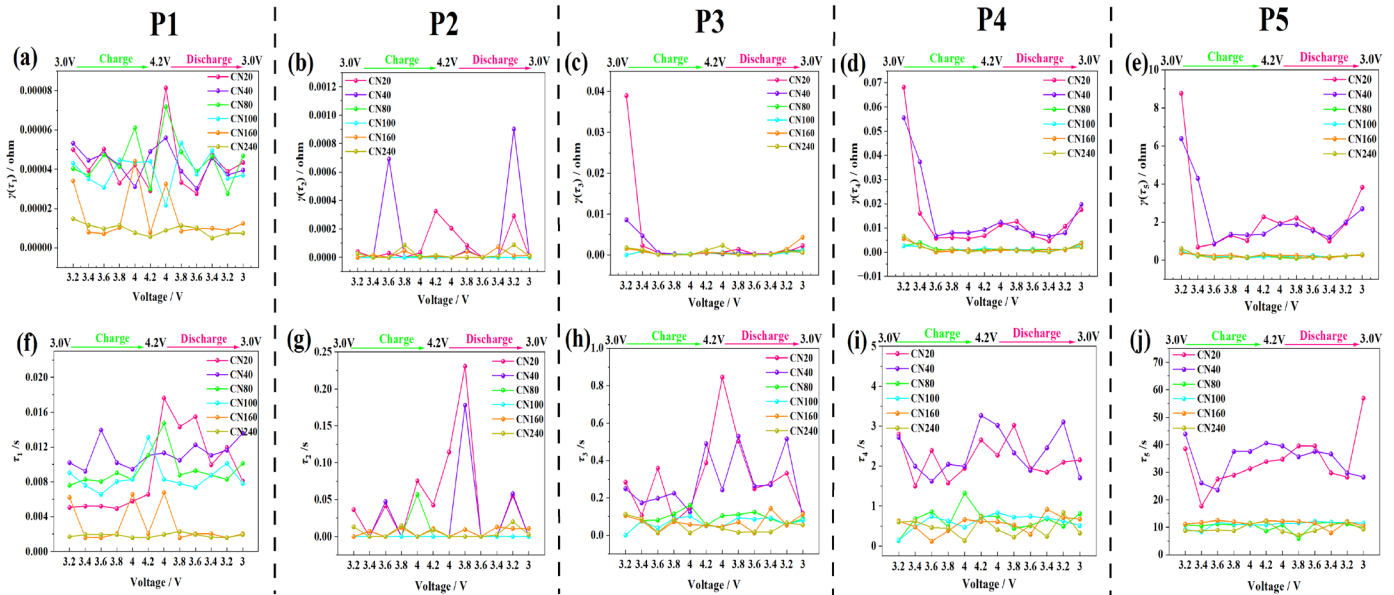 P1 P2 P3 P4 P5
(a)
3.0V Charge 4.2V Discharge 3.0V
CN20
CN40
CN80
CN100
CN160
CN240
0.00008
0.00006
0.00004
0.00002
0.00000
γ(τ₁) / ohm
3.2 3.4 3.6 3.8 4 4.2 4 3.8 3.6 3.4 3.2 3
Voltage / V
(b)
3.0V Charge 4.2V Discharge 3.0V
CN20
CN40
CN80
CN100
CN160
CN240
0.0012
0.0010
0.0008
0.0006
0.0004
0.0002
0.0000
γ(τ₂) / ohm
3.2 3.4 3.6 3.8 4 4.2 4 3.8 3.6 3.4 3.2 3
Voltage / V
(c)
3.0V Charge 4.2V Discharge 3.0V
CN20
CN40
CN80
CN100
CN160
CN240
0.04
0.03
0.02
0.01
0.00
γ(τ₃) / ohm
3.2 3.4 3.6 3.8 4 4.2 4 3.8 3.6 3.4 3.2 3
Voltage / V
(d)
3.0V Charge 4.2V Discharge 3.0V
CN20
CN40
CN80
CN100
CN160
CN240
0.07
0.06
0.05
0.04
0.03
0.02
0.01
0.00
−0.01
γ(τ₄) / ohm
3.2 3.4 3.6 3.8 4 4.2 4 3.8 3.6 3.4 3.2 3
Voltage / V
(e)
3.0V Charge 4.2V Discharge 3.0V
CN20
CN40
CN80
CN100
CN160
CN240
10
8
6
4
2
0
γ(τ₅) / ohm
3.2 3.4 3.6 3.8 4 4.2 4 3.8 3.6 3.4 3.2 3
Voltage / V
(f)
3.0V Charge 4.2V Discharge 3.0V
CN20
CN40
CN80
CN100
CN160
CN240
0.020
0.016
0.012
0.008
0.004
0.000
τ₁ /s
3.2 3.4 3.6 3.8 4 4.2 4 3.8 3.6 3.4 3.2 3
Voltage / V
(g)
3.0V Charge 4.2V Discharge 3.0V
CN20
CN40
CN80
CN100
CN160
CN240
0.25
0.20
0.15
0.10
0.05
0.00
τ₂ /s
3.2 3.4 3.6 3.8 4 4.2 4 3.8 3.6 3.4 3.2 3
Voltage / V
(h)
3.0V Charge 4.2V Discharge 3.0V
CN20
CN40
CN80
CN100
CN160
CN240
1.0
0.8
0.6
0.4
0.2
0.0
τ₃ /s
3.2 3.4 3.6 3.8 4 4.2 4 3.8 3.6 3.4 3.2 3
Voltage / V
(i)
3.0V Charge 4.2V Discharge 3.0V
CN20
CN40
CN80
CN100
CN160
CN240
5
4
3
2
1
0
τ₄ /s
3.2 3.4 3.6 3.8 4 4.2 4 3.8 3.6 3.4 3.2 3
Voltage / V
(j)
3.0V Charge 4.2V Discharge 3.0V
CN20
CN40
CN80
CN100
CN160
CN240
70
60
50
40
30
20
10
0
τ₅ /s
3.2 3.4 3.6 3.8 4 4.2 4 3.8 3.6 3.4 3.2 3
Voltage / V